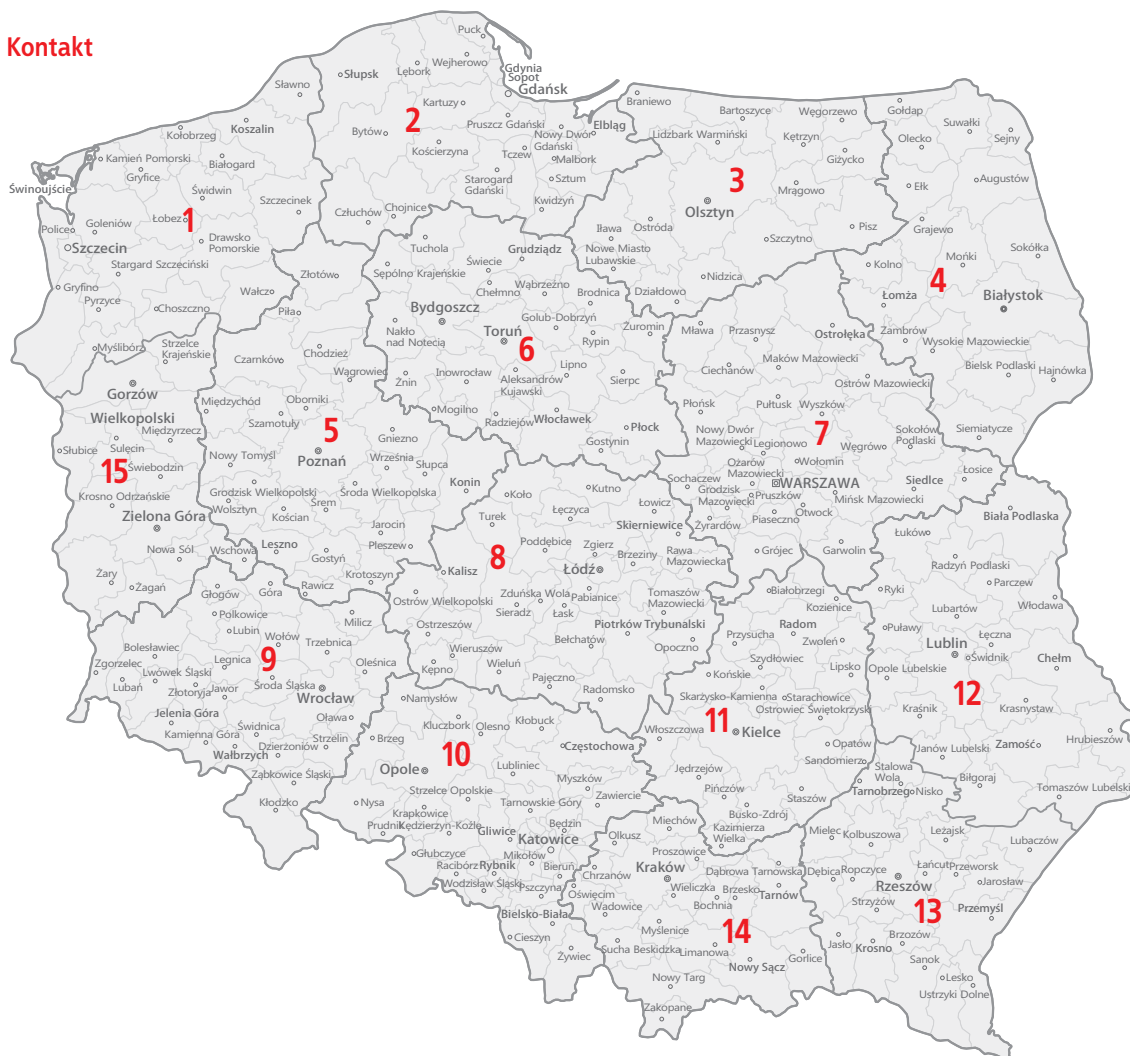 Kontakt
Puck
Wejherowo
Lębork
Słupsk
Gdynia
Sopot
Gdańsk
Sławno
Kartuzy
2
Bytów
Pruszcz Gdański
Kościerzyna
Nowy Dwór
Gdański
Elbląg
Tczew
Malbork
Starogard
Gdański
Sztum
Kwidzyń
Człuchów
Chojnice
Koszalin
Kołobrzeg
Białogard
Kamień Pomorski
Gryfice
Świnoujście
Świdwin
Szczecinek
Łobez
1
Goleniów
Police
Szczecin
Drawsko
Pomorskie
Stargard Szczeciński
Gryfino
Pyrzyce
Choszczno
Wałcz
Złotów
Myślibórz
Braniewo
Bartoszyce
Węgorzewo
Lidzbark Warmiński
Kętrzyn
Giżycko
3
Mrągowo
Olsztyn
Ostróda
Iława
Nowe Miasto
Lubawskie
Szczytno
Pisz
Nidzica
Działdowo
Gołdap
Suwałki
Olecko
Sejny
Ełk
Augustów
Grajewo
Kolno
Mońki
Sokółka
4
Łomża
Białystok
Zambrów
Wysokie Mazowieckie
Bielsk Podlaski
Hajnówka
Siemiatycze
Tuchola
Grudziądz
Sępólno Krajeńskie
Świecie
Chełmno
Wąbrzeźno
Brodnica
Bydgoszcz
Toruń
Golub-Dobrzyń
Nakło
nad Notecią
6
Rypin
Żuromin
Lipno
Inowrocław
Żnin
Aleksandrów
Kujawski
Sierpc
Mogilno
Radziejów
Włocławek
Płock
Gostynin
Piła
Czarnków
Chodzież
Wągrowiec
Międzychód
Oborniki
Szamotuły
5
Gniezno
Poznań
Nowy Tomyśl
Września
Słupca
Konin
Grodzisk Wielkopolski
Środa Wielkopolska
Wolsztyn
Śrem
Kościan
Jarocin
Leszno
Gostyń
Pleszew
Rawicz
Krotoszyn
Strzelce
Krajeńskie
Gorzów
Wielkopolski
Międzyrzecz
Słubice
Sulęcin
15
Świebodzin
Krosno Odrzańskie
Zielona Góra
Nowa Sól
Wschowa
Żary
Żagań
Mława
Przasnysz
Ostrołęka
Maków Mazowiecki
Ciechanów
Ostrów Mazowiecki
Płońsk
Pułtusk
Wyszków
7
Nowy Dwór
Mazowiecki
Legionowo
Węgrów
Sokołów
Podlaski
Wołomin
Ożarów
Mazowiecki
Sochaczew
WARSZAWA
Grodzisk
Mazowiecki
Pruszków
Mińsk Mazowiecki
Siedlce
Łosice
Żyrardów
Piaseczno
Otwock
Grójec
Garwolin
Koło
Kutno
Łowicz
Turek
Łęczyca
Skierniewice
8
Poddębice
Zgierz
Brzeziny
Rawa
Mazowiecka
Kalisz
Łódź
Ostrów Wielkopolski
Zduńska Wola
Pabianice
Sieradz
Łask
Tomaszów
Mazowiecki
Ostrzeszów
Bełchatów
Piotrków Trybunalski
Wieruszów
Opoczno
Kępno
Wieluń
Pajęczno
Radomsko
Głogów
Góra
Polkowice
Milicz
Lubin
Wołów
Trzebnica
Bolesławiec
Zgorzelec
Legnica
9
Oleśnica
Lwówek Śląski
Lubań
Złotoryja
Jawor
Środa Śląska
Wrocław
Jelenia Góra
Oława
Kamienna Góra
Świdnica
Wałbrzych
Dzierżoniów
Strzelin
Ząbkowice Śląski
Kłodzko
Namysłów
Kluczbork
Olesno
Kłobuck
Brzeg
10
Częstochowa
Opole
Lubliniec
Myszków
Strzelce Opolskie
Zawiercie
Nysa
Tarnowskie Góry
Krapkowice
Prudnik
Kędzierzyn-Koźle
Gliwice
Będzin
Katowice
Głubczyce
Racibórz
Rybnik
Mikołów
Bieruń
Wodzisław Śląski
Pszczyna
Bielsko-Biała
Cieszyn
Żywiec
Białobrzegi
Kozienice
Radom
Przysucha
Zwoleń
Szydłowiec
Końskie
Lipsko
Skarżysko-Kamienna
Starachowice
11
Ostrowiec Świętokrzyski
Włoszczowa
Kielce
Opatów
Sandomierz
Jędrzejów
Pińczów
Staszów
Busko-Zdrój
Kazimierza
Wielka
Biała Podlaska
Łuków
Radzyń Podlaski
Parczew
Ryki
Włodawa
Lubartów
Puławy
Łęczna
Lublin
Świdnik
Chełm
Opole Lubelskie
12
Kraśnik
Krasnystaw
Hrubieszów
Janów Lubelski
Zamość
Biłgoraj
Tomaszów Lubelski
Stalowa
Wola
Tarnobrzeg
Nisko
Mielec
Kolbuszowa
Leżajsk
Lubaczów
Dębica
Ropczyce
Łańcut
Przeworsk
Rzeszów
Jarosław
Strzyżów
13
Przemyśl
Brzozów
Jasło
Krosno
Sanok
Lesko
Ustrzyki Dolne
Miechów
Olkusz
Proszowice
Chrzanów
Kraków
Dąbrowa Tarnowska
Oświęcim
Wieliczka
Brzesko
Tarnów
Wadowice
Bochnia
Myślenice
14
Sucha Beskidzka
Limanowa
Nowy Sącz
Gorlice
Nowy Targ
Zakopane